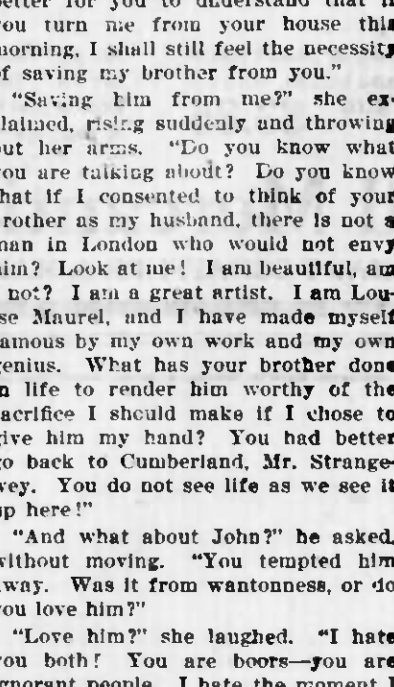 better for you to understand that if
you turn me from your house this
morning, I shall still feel the necessity
of saving my brother from you."
"Saving him from me?" she ex-
claimed, rising suddenly and throwing
out her arms. "Do you know what
you are talking about? Do you know
that if I consented to think of your
brother as my husband, there is not a
man in London who would not envy
him? Look at me! I am beautiful, am
I not? I am a great artist. I am Lou-
ise Maurel, and I have made myself
famous by my own work and my own
genius. What has your brother done
in life to render him worthy of the
sacrifice I should make if I chose to
give him my hand? You had better
go back to Cumberland, Mr. Strange-
wey. You do not see life as we see it
up here!"
"And what about John?" he asked,
without moving. "You tempted him
away. Was it from wantonness, or do
you love him?"
"Love him?" she laughed. "I hate
you both! You are boors—you are
ignorant people. I hate the moment I